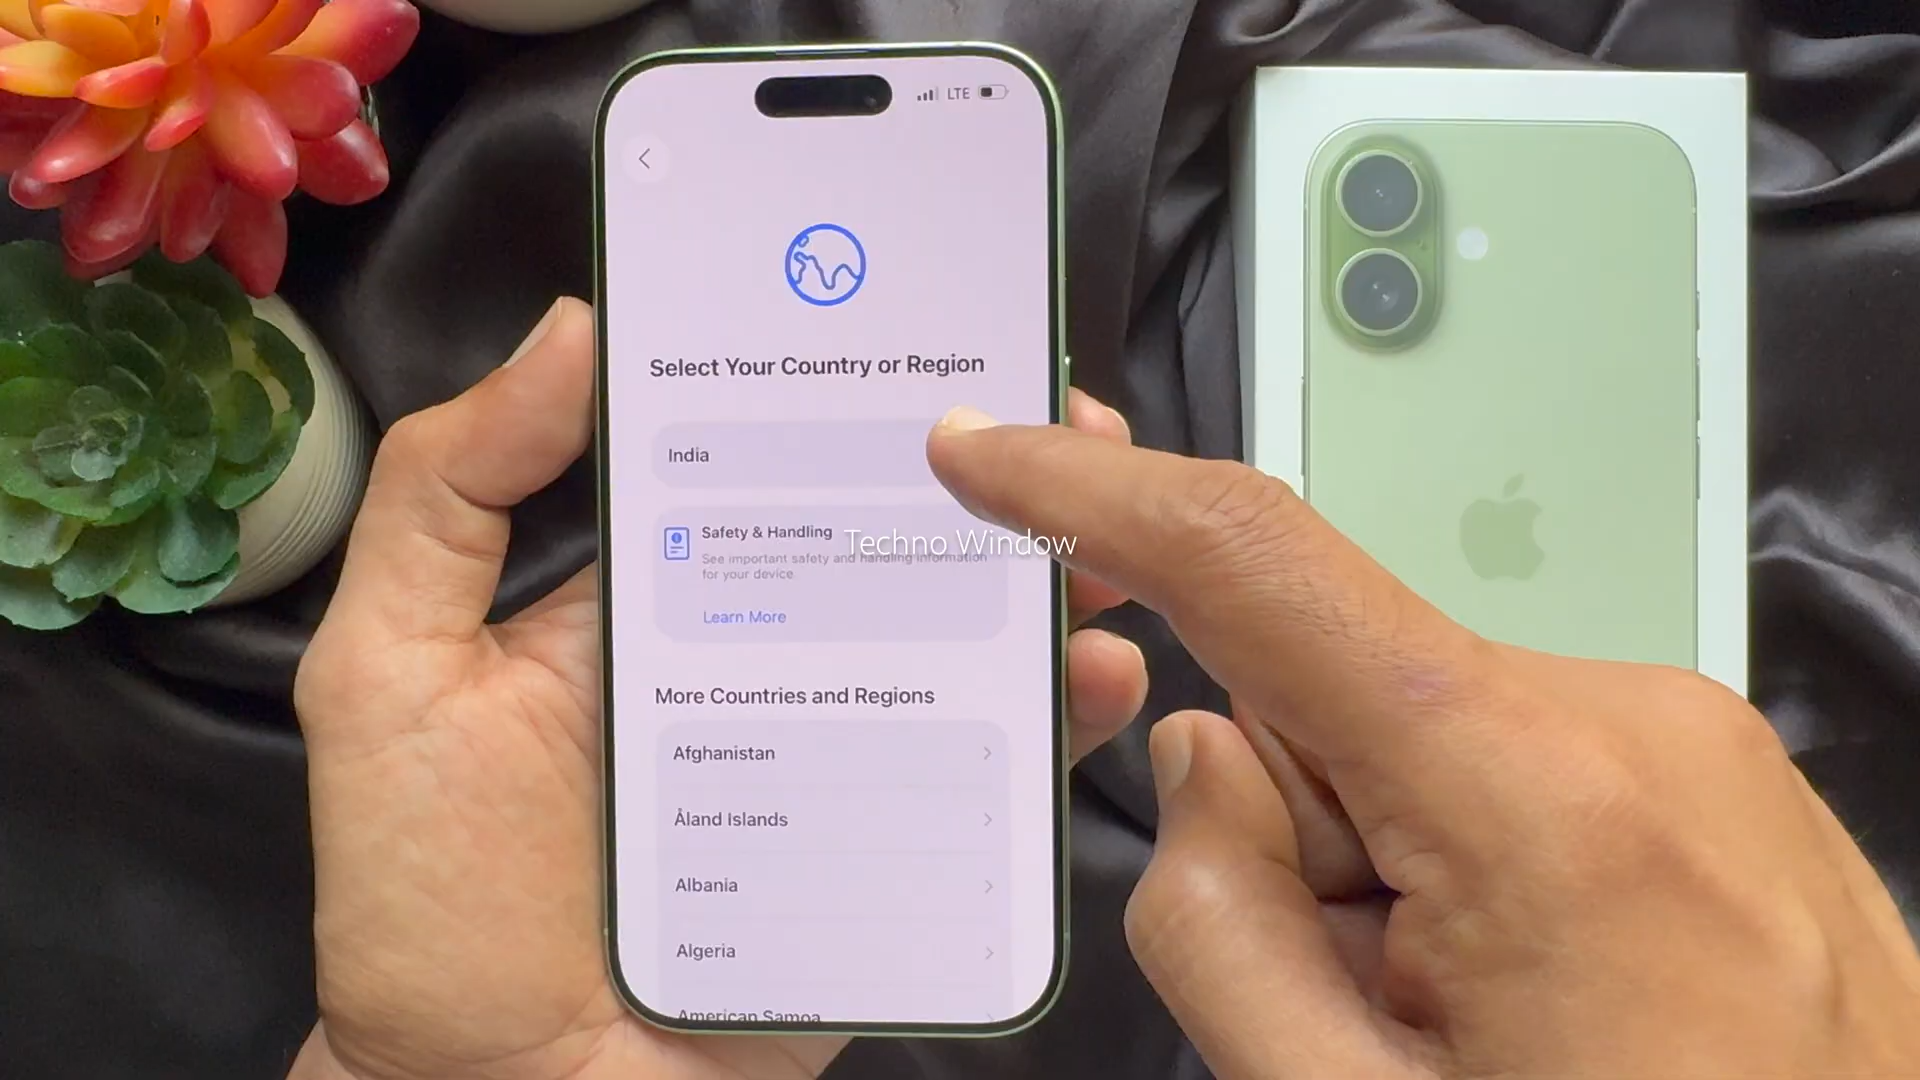 LTE
Select Your Country or Region
India
Safety & Handling
Techno Window
See important safety and handling information
for your device.
Learn More
More Countries and Regions
Afghanistan
Åland Islands
Albania
Algeria
American Samoa